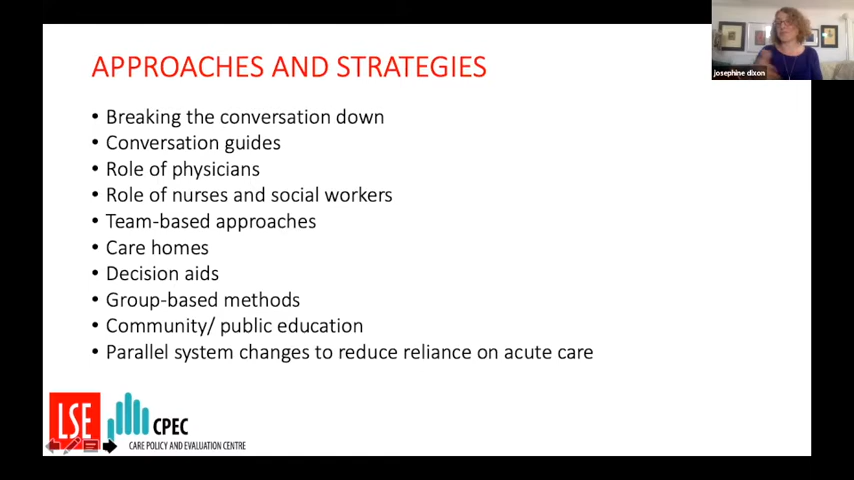 APPROACHES AND STRATEGIES
• Breaking the conversation down
• Conversation guides
• Role of physicians
• Role of nurses and social workers
• Team-based approaches
• Care homes
• Decision aids
• Group-based methods
• Community/ public education
• Parallel system changes to reduce reliance on acute care
josephine dixon
LSE
CPEC
CARE POLICY AND EVALUATION CENTRE